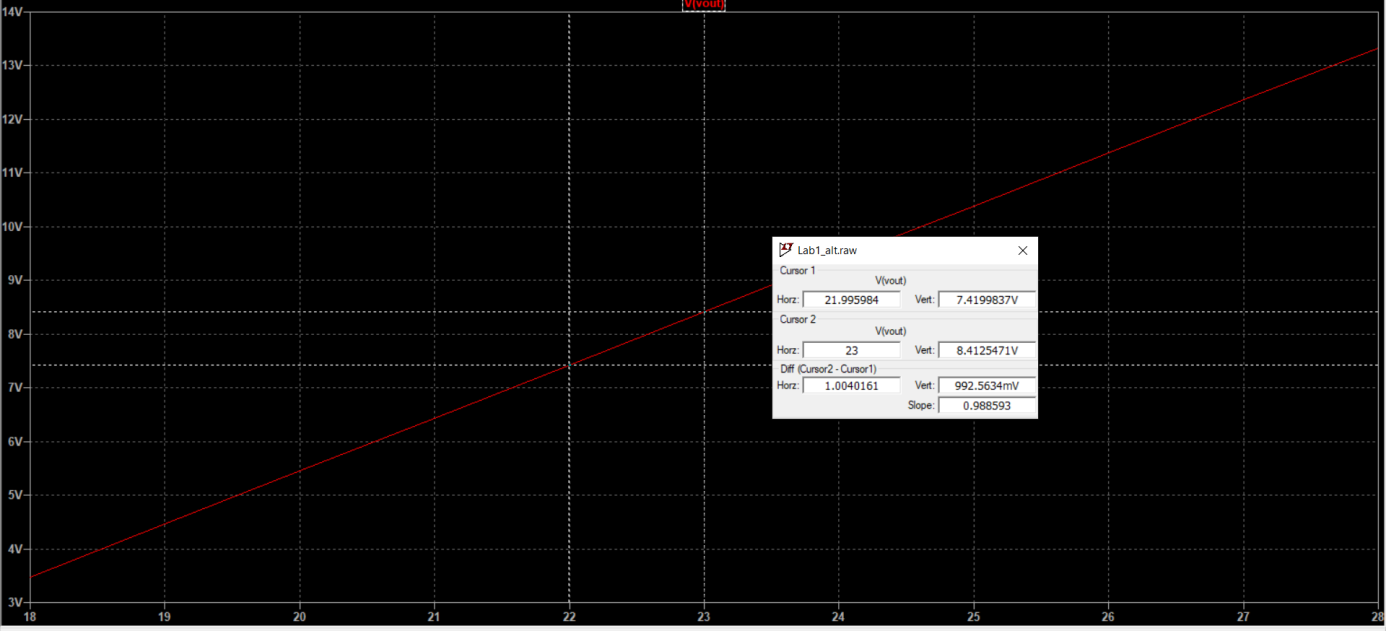 V(vout)
14V
13V
12V
11V
10V
9V
8V
7V
6V
5V
4V
3V
18 19 20 21 22 23 24 25 26 27 28
Lab1_alt.raw
Cursor 1
V(vout)
Horz: 21.995984 Vert: 7.4199837V
Cursor 2
V(vout)
Horz: 23 Vert: 8.4125471V
Diff (Cursor2 - Cursor1)
Horz: 1.0040161 Vert: 992.5634mV
Slope: 0.988593